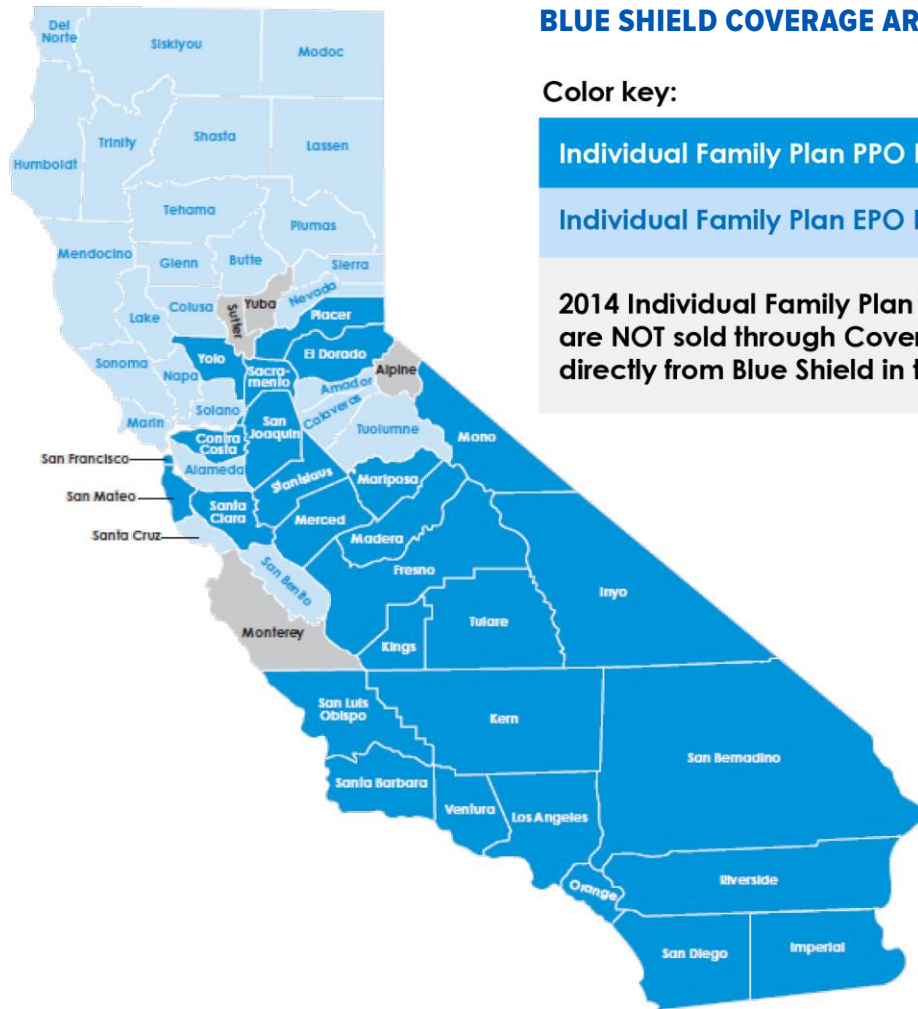 BLUE SHIELD COVERAGE AR
Color key:
Individual Family Plan PPO
Individual Family Plan EPO
2014 Individual Family Plan
are NOT sold through Cover
directly from Blue Shield in t
Del
Norte
Siskiyou
Modoc
Humboldt
Trinity
Shasta
Lassen
Tehama
Plumas
Mendocino
Glenn
Butte
Sierra
Lake
Colusa
Sutter
Yuba
Nevada
Placer
Sonoma
Napa
Yolo
Sacra-
mento
El Dorado
Alpine
Amador
Calaveras
Solano
Marin
Contra
Costa
San
Joaquin
Tuolumne
Mono
San Francisco
Alameda
Stanislaus
Mariposa
San Mateo
Santa
Clara
Merced
Santa Cruz
Madera
San Benito
Fresno
Inyo
Monterey
Kings
Tulare
San Luis
Obispo
Kern
San Bernadino
Santa Barbara
Ventura
Los Angeles
Orange
Riverside
San Diego
Imperial